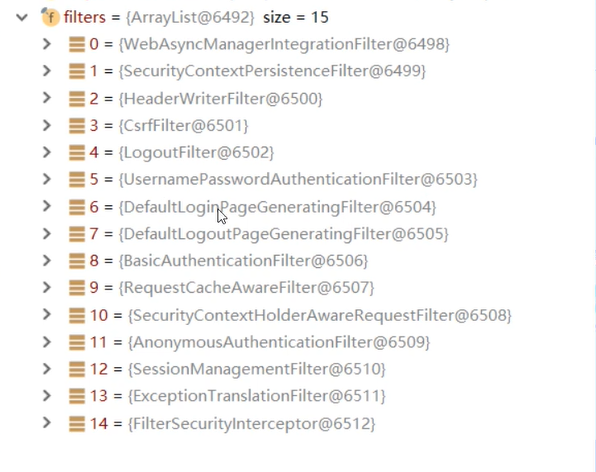 filters = {ArrayList@6492} size = 15
0 = {WebAsyncManagerIntegrationFilter@6498}
1 = {SecurityContextPersistenceFilter@6499}
2 = {HeaderWriterFilter@6500}
3 = {CsrfFilter@6501}
4 = {LogoutFilter@6502}
5 = {UsernamePasswordAuthenticationFilter@6503}
6 = {DefaultLoginPageGeneratingFilter@6504}
7 = {DefaultLogoutPageGeneratingFilter@6505}
8 = {BasicAuthenticationFilter@6506}
9 = {RequestCacheAwareFilter@6507}
10 = {SecurityContextHolderAwareRequestFilter@6508}
11 = {AnonymousAuthenticationFilter@6509}
12 = {SessionManagementFilter@6510}
13 = {ExceptionTranslationFilter@6511}
14 = {FilterSecurityInterceptor@6512}